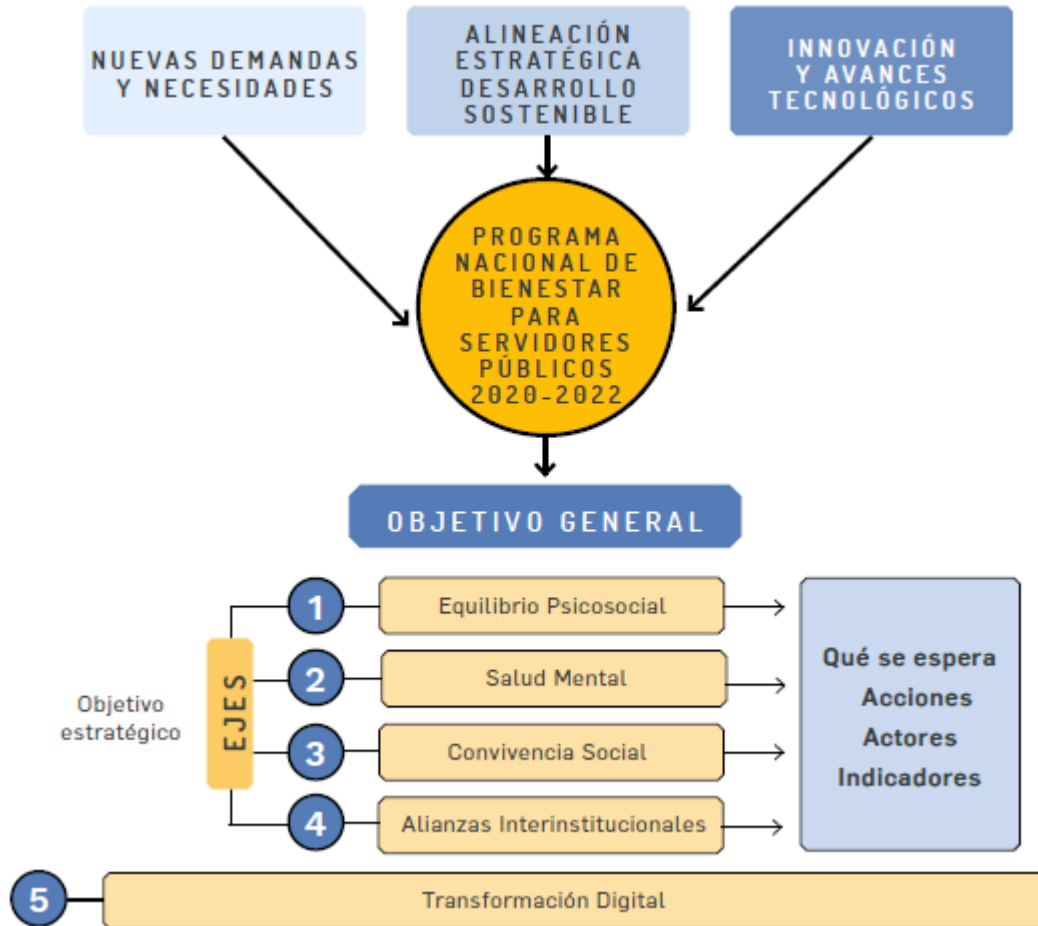 NUEVAS DEMANDAS
Y NECESIDADES
ALINEACIÓN
ESTRATÉGICA
DESARROLLO
SOSTENIBLE
INNOVACIÓN
Y AVANCES
TECNOLÓGICOS
PROGRAMA
NACIONAL DE
BIENESTAR
PARA
SERVIDORES
PÚBLICOS
2020-2022
OBJETIVO GENERAL
Objetivo
estratégico
EJES
1
Equilibrio Psicosocial
2
Salud Mental
3
Convivencia Social
4
Alianzas Interinstitucionales
Qué se espera
Acciones
Actores
Indicadores
5
Transformación Digital